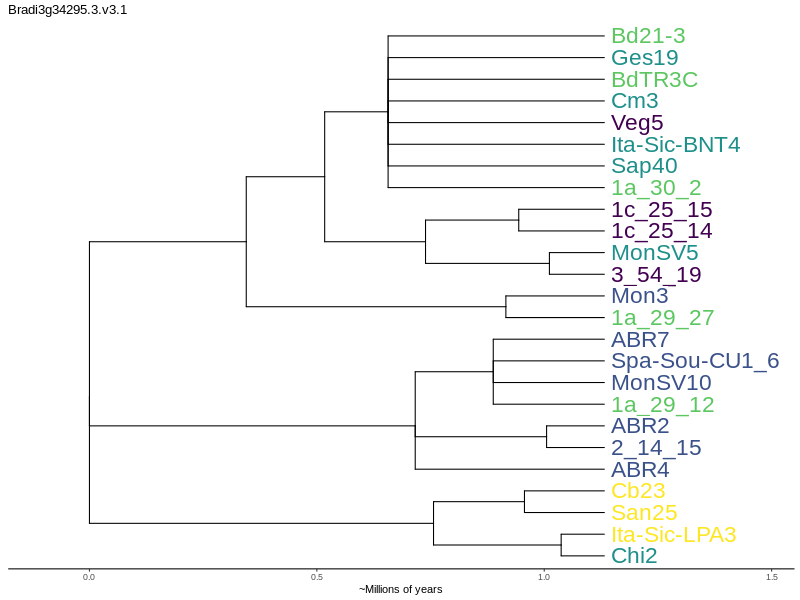 Bradi3g34295.3.v3.1
Bd21-3
Ges19
BdTR3C
Cm3
Veg5
Ita-Sic-BNT4
Sap40
1a_30_2
1c_25_15
1c_25_14
MonSV5
3_54_19
Mon3
1a_29_27
ABR7
Spa-Sou-CU1_6
MonSV10
1a_29_12
ABR2
2_14_15
ABR4
Cb23
San25
Ita-Sic-LPA3
Chi2
0.0 0.5 1.0 1.5
~Millions of years